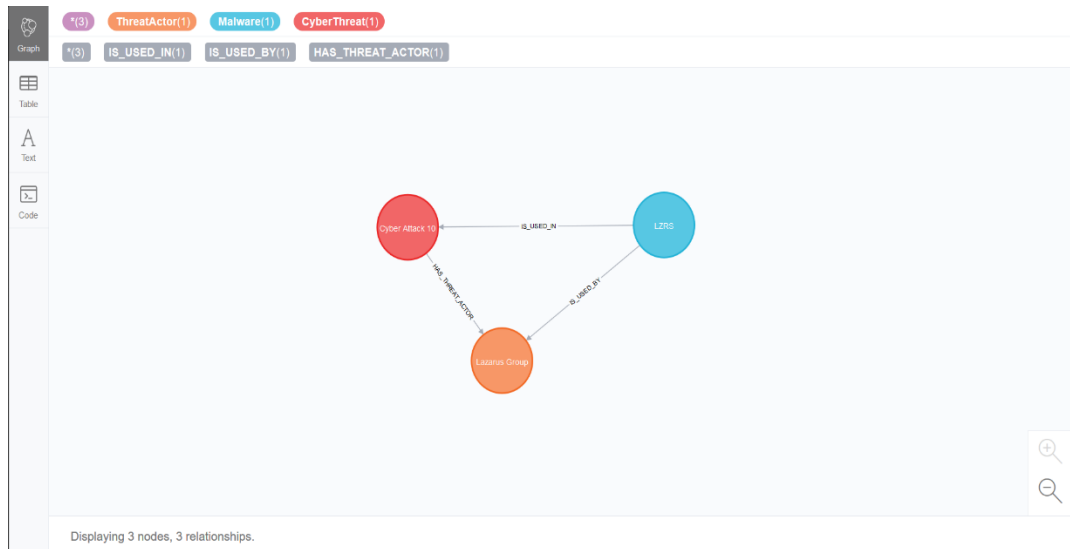 *(3) ThreatActor(1) Malware(1) CyberThreat(1)
Graph
*(3) IS_USED_IN(1) IS_USED_BY(1) HAS_THREAT_ACTOR(1)
Table
Text
Code
Cyber Attack 10
IS_USED_IN
LZRS
HAS_THREAT_ACTOR
IS_USED_BY
Lazarus Group
Displaying 3 nodes, 3 relationships.